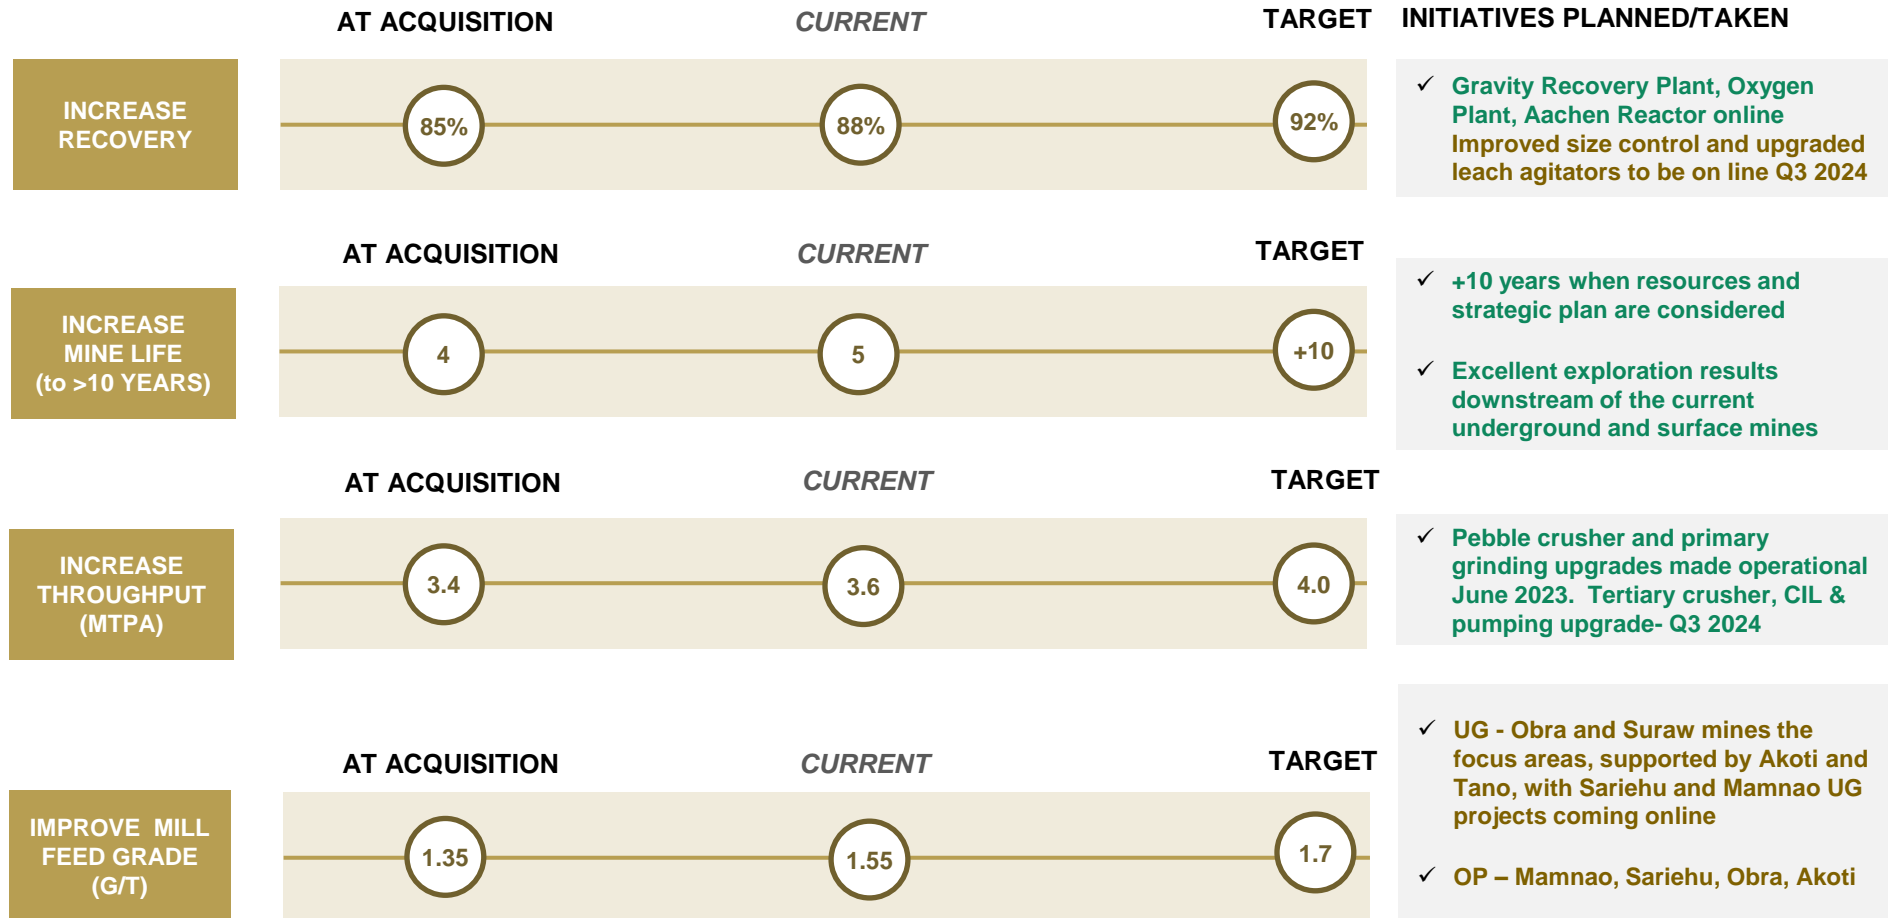 AT ACQUISITION
CURRENT
TARGET
INITIATIVES PLANNED/TAKEN
INCREASE
RECOVERY
85%
88%
92%
✓ Gravity Recovery Plant, Oxygen
Plant, Aachen Reactor online
Improved size control and upgraded
leach agitators to be on line Q3 2024
AT ACQUISITION
CURRENT
TARGET
INCREASE
MINE LIFE
(to >10 YEARS)
4
5
+10
✓ +10 years when resources and
strategic plan are considered
✓ Excellent exploration results
downstream of the current
underground and surface mines
AT ACQUISITION
CURRENT
TARGET
INCREASE
THROUGHPUT
(MTPA)
3.4
3.6
4.0
✓ Pebble crusher and primary
grinding upgrades made operational
June 2023.  Tertiary crusher, CIL &
pumping upgrade- Q3 2024
AT ACQUISITION
CURRENT
TARGET
IMPROVE  MILL
FEED GRADE
(G/T)
1.35
1.55
1.7
✓ UG - Obra and Suraw mines the
focus areas, supported by Akoti and
Tano, with Sariehu and Mamnao UG
projects coming online
✓ OP – Mamnao, Sariehu, Obra, Akoti